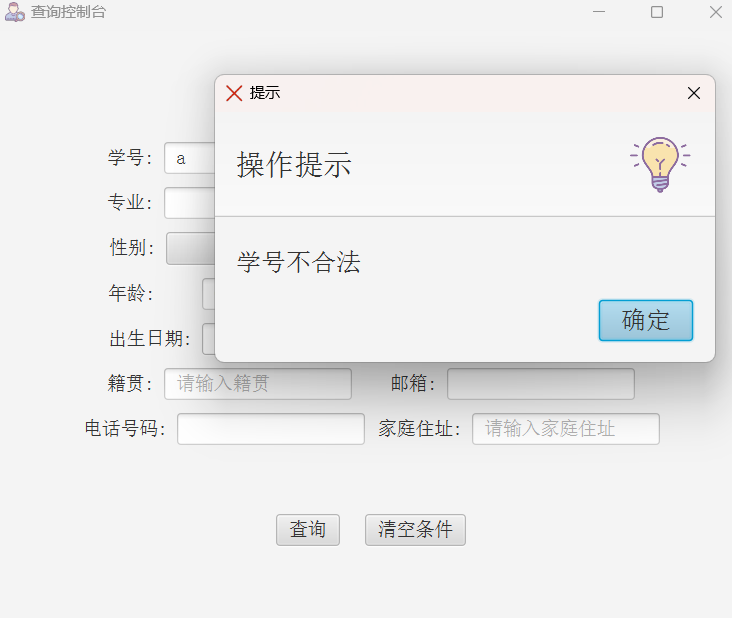 查询控制台
提示
操作提示
学号不合法
确定
学号： a
专业：
性别：
年龄：
出生日期：
籍贯： 请输入籍贯 邮箱：
电话号码： 家庭住址： 请输入家庭住址
查询 清空条件